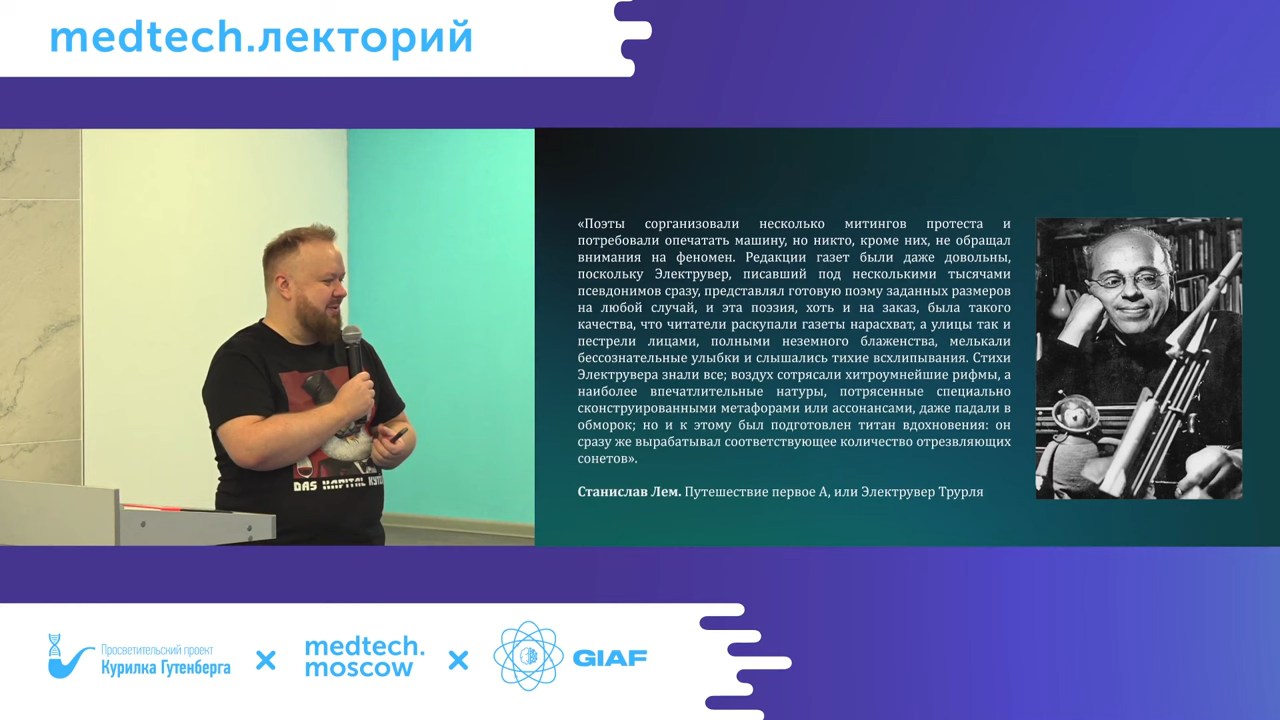 medtech.лекторий
«Поэты сорганизовали несколько митингов протеста и
потребовали опечатать машину, но никто, кроме них, не обращал
внимания на феномен. Редакции газет были даже довольны,
поскольку Электрувер, писавший под несколькими тысячами
псевдонимов сразу, представлял готовую поэму заданных размеров
на любой случай, и эта поэзия, хоть и на заказ, была такого
качества, что читатели раскупали газеты нарасхват, а улицы так и
пестрели лицами, полными неземного блаженства, мелькали
бессознательные улыбки и слышались тихие всхлипывания. Стихи
Электрувера знали все; воздух сотрясали хитроумнейшие рифмы, а
наиболее впечатлительные натуры, потрясенные специально
сконструированными метафорами или ассонансами, даже падали в
обморок; но и к этому был подготовлен титан вдохновения: он
сразу же вырабатывал соответствующее количество отрезвляющих
сонетов».
Станислав Лем. Путешествие первое А, или Электрувер Трурля
DAS KAPITAL
Просветительский проект
Курилка Гутенберга
medtech.
moscow
GIAF